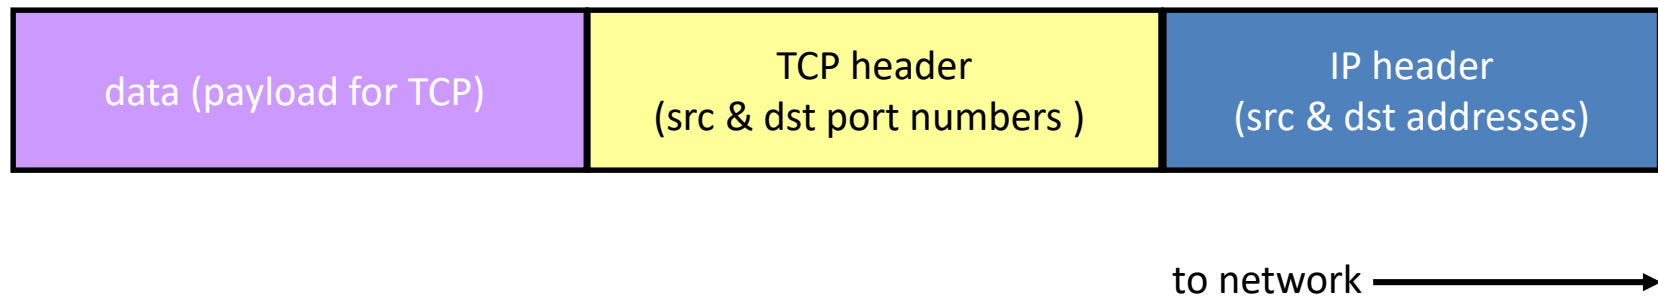 data (payload for TCP)
TCP header
(src & dst port numbers )
IP header
(src & dst addresses)
to network